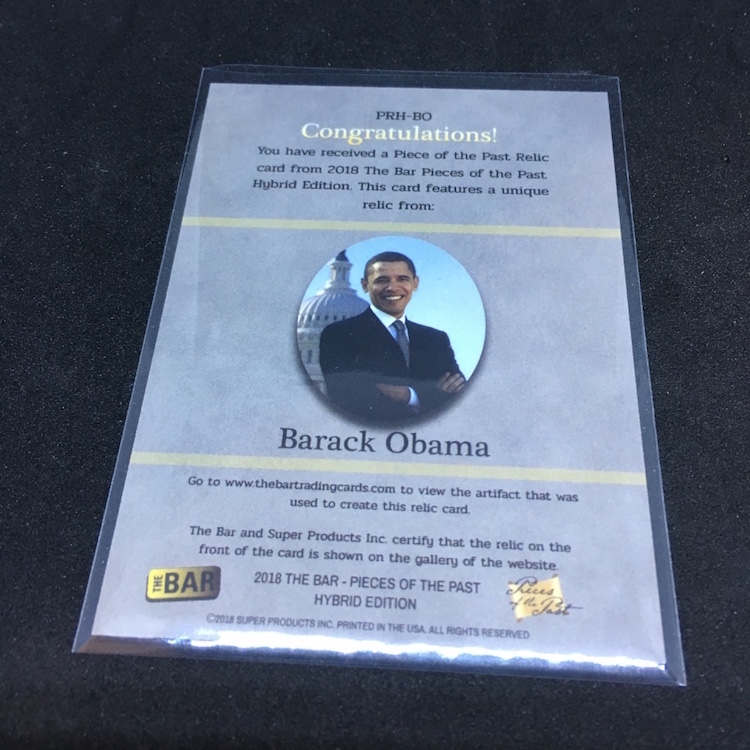 PRH-BO
Congratulations!
You have received a Piece of the Past Relic
card from 2018 The Bar Pieces of the Past
Hybrid Edition. This card features a unique
relic from:
Barack Obama
Go to www.thebartradingcards.com to view the artifact that was
used to create this relic card.
The Bar and Super Products Inc. certify that the relic on the
front of the card is shown on the gallery of the website.
THE BAR
2018 THE BAR - PIECES OF THE PAST
HYBRID EDITION
Pieces
of the Past
©2018 SUPER PRODUCTS INC. PRINTED IN THE USA. ALL RIGHTS RESERVED